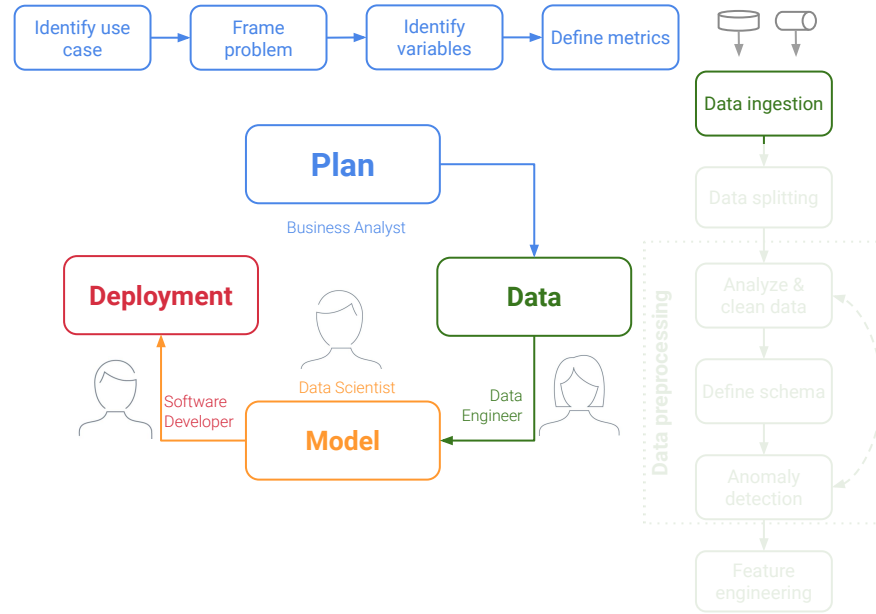 Identify use
case
Frame
problem
Identify
variables
Define metrics
Data ingestion
Plan
Business Analyst
Data splitting
Deployment
Data
Analyze &
clean data
Data preprocessing
Data Scientist
Software
Developer
Data
Engineer
Define schema
Model
Anomaly
detection
Feature
engineering